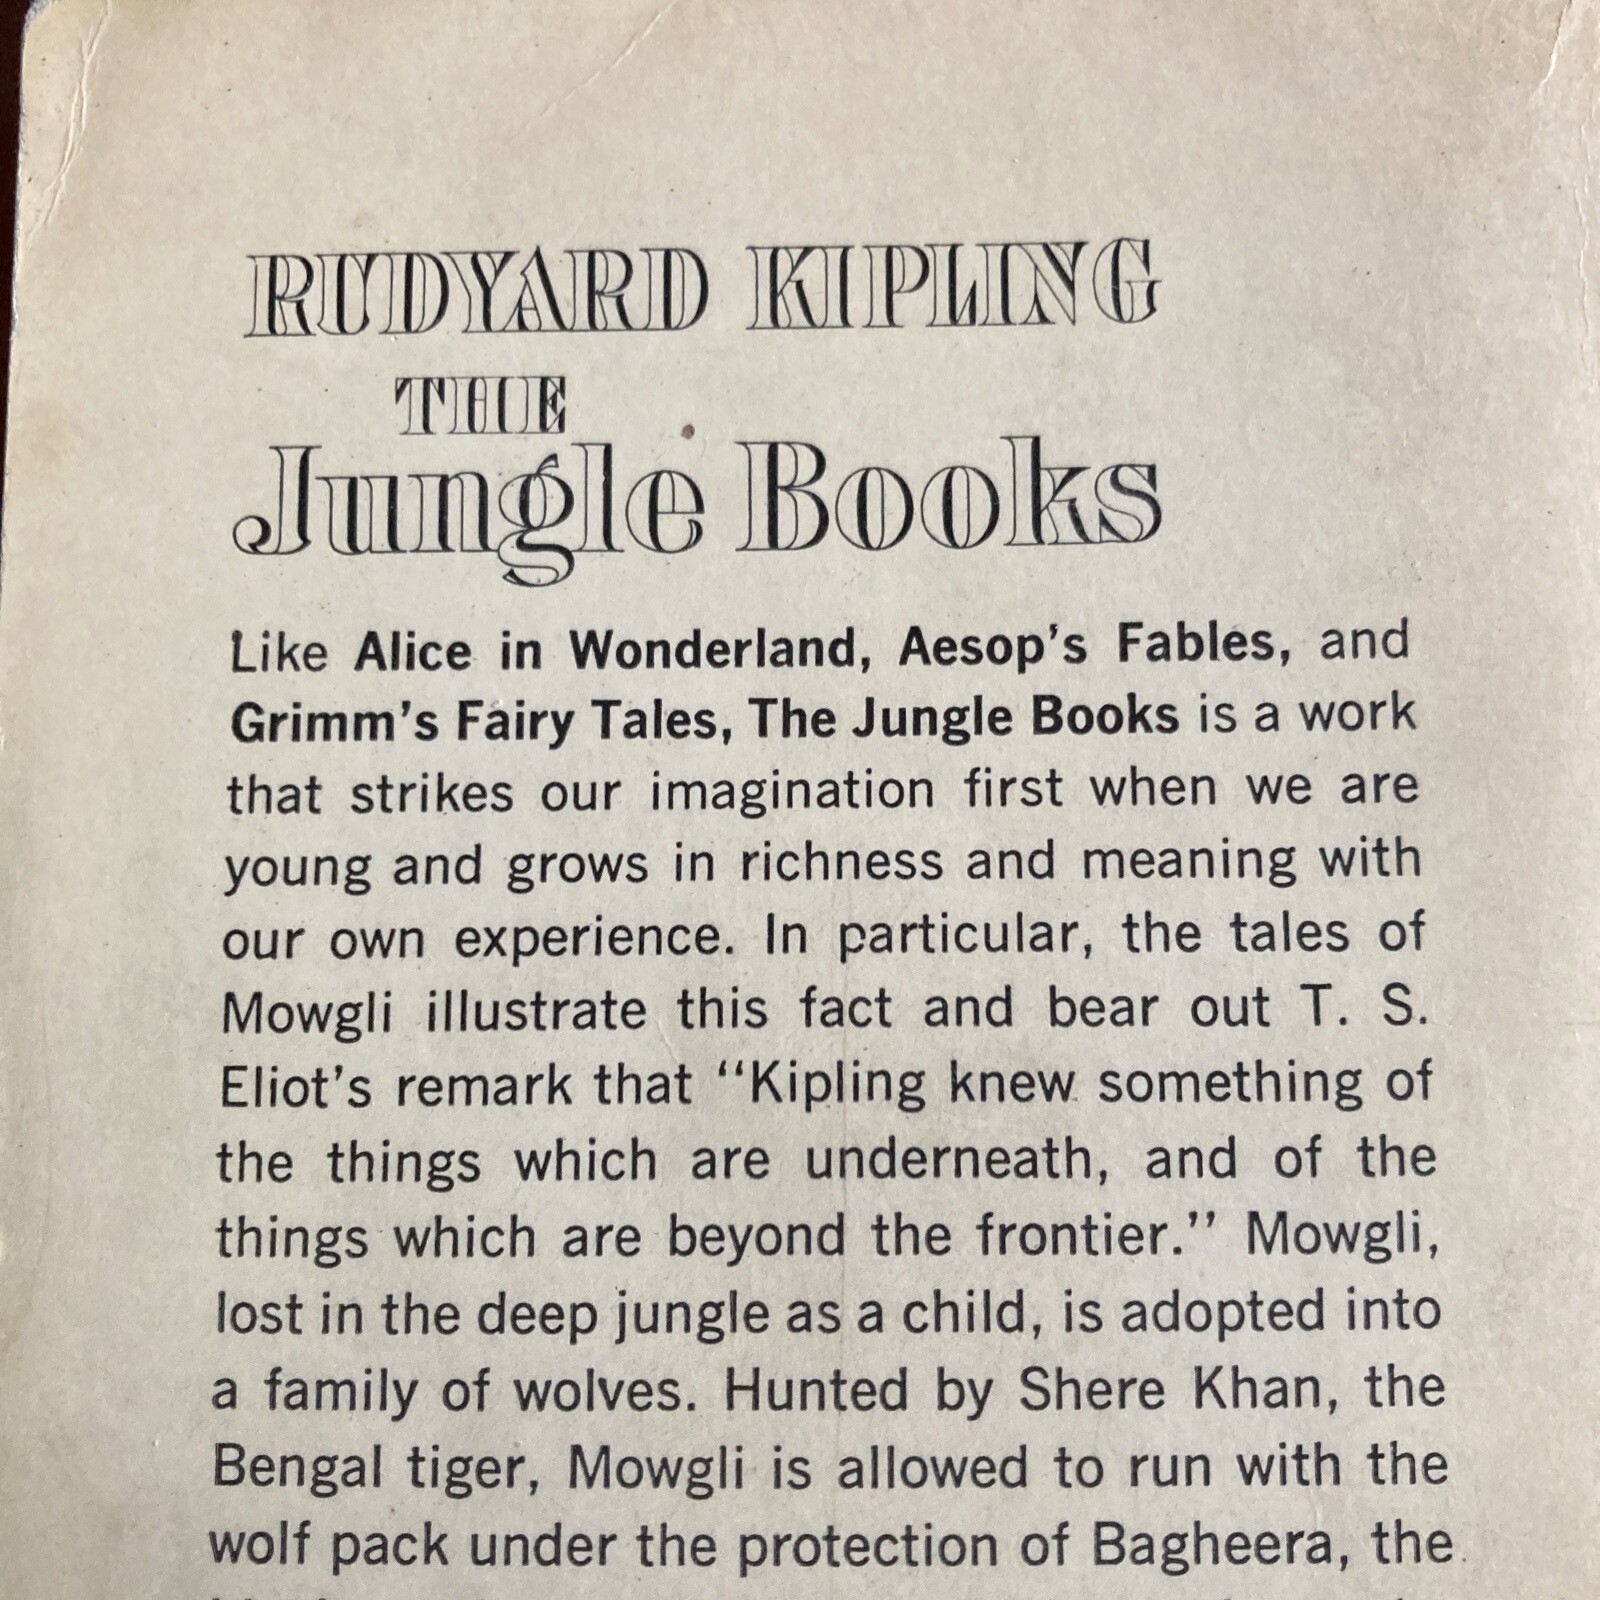 RUDYARD KIPLING
THE
Jungle Books
Like Alice in Wonderland, Aesop's Fables, and
Grimm's Fairy Tales, The Jungle Books is a work
that strikes our imagination first when we are
young and grows in richness and meaning with
our own experience. In particular, the tales of
Mowgli illustrate this fact and bear out T. S.
Eliot's remark that “Kipling knew something of
the things which are underneath, and of the
things which are beyond the frontier.” Mowgli,
lost in the deep jungle as a child, is adopted into
a family of wolves. Hunted by Shere Khan, the
Bengal tiger, Mowgli is allowed to run with the
wolf pack under the protection of Bagheera, the